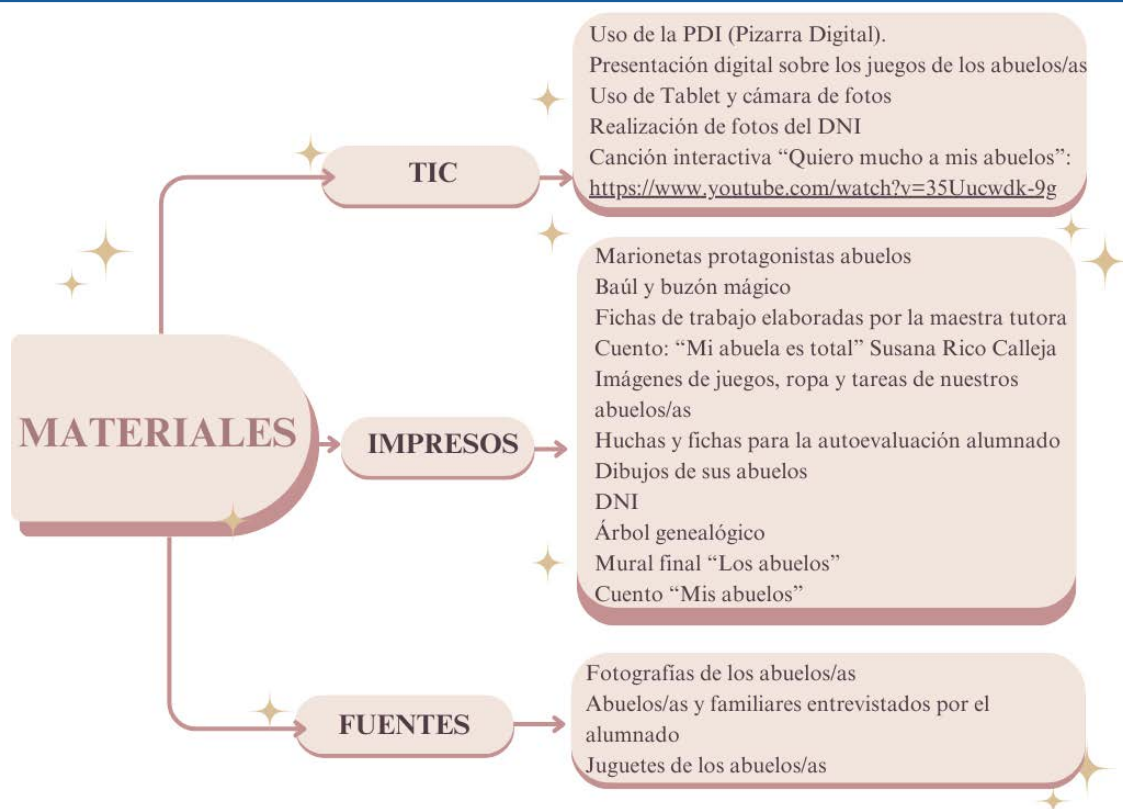 MATERIALES
TIC
Uso de la PDI (Pizarra Digital).
Presentación digital sobre los juegos de los abuelos/as
Uso de Tablet y cámara de fotos
Realización de fotos del DNI
Canción interactiva “Quiero mucho a mis abuelos”:
https://www.youtube.com/watch?v=35Uucwdk-9g
IMPRESOS
Marionetas protagonistas abuelos
Baúl y buzón mágico
Fichas de trabajo elaboradas por la maestra tutora
Cuento: “Mi abuela es total” Susana Rico Calleja
Imágenes de juegos, ropa y tareas de nuestros
abuelos/as
Huchas y fichas para la autoevaluación alumnado
Dibujos de sus abuelos
DNI
Árbol genealógico
Mural final “Los abuelos”
Cuento “Mis abuelos”
FUENTES
Fotografías de los abuelos/as
Abuelos/as y familiares entrevistados por el
alumnado
Juguetes de los abuelos/as